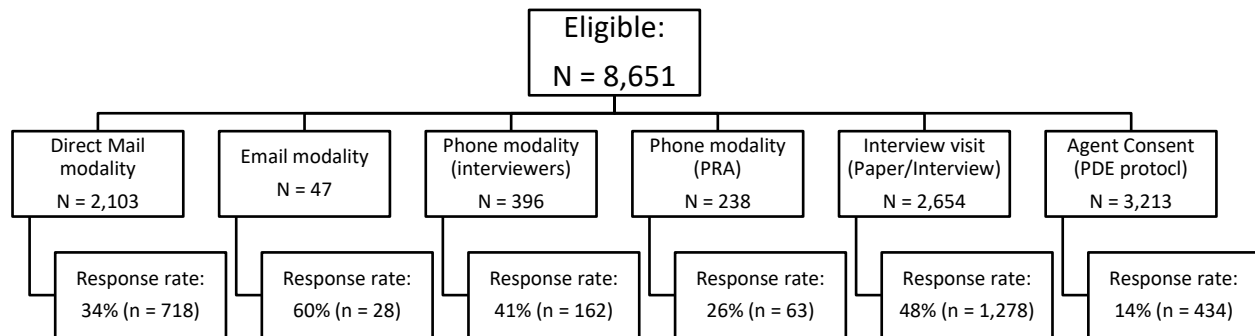 Eligible:
N = 8,651
Direct Mail
modality
N = 2,103
Email modality
N = 47
Phone modality
(interviewers)
N = 396
Phone modality
(PRA)
N = 238
Interview visit
(Paper/Interview)
N = 2,654
Agent Consent
(PDE protocl)
N = 3,213
Response rate:
34% (n = 718)
Response rate:
60% (n = 28)
Response rate:
41% (n = 162)
Response rate:
26% (n = 63)
Response rate:
48% (n = 1,278)
Response rate:
14% (n = 434)